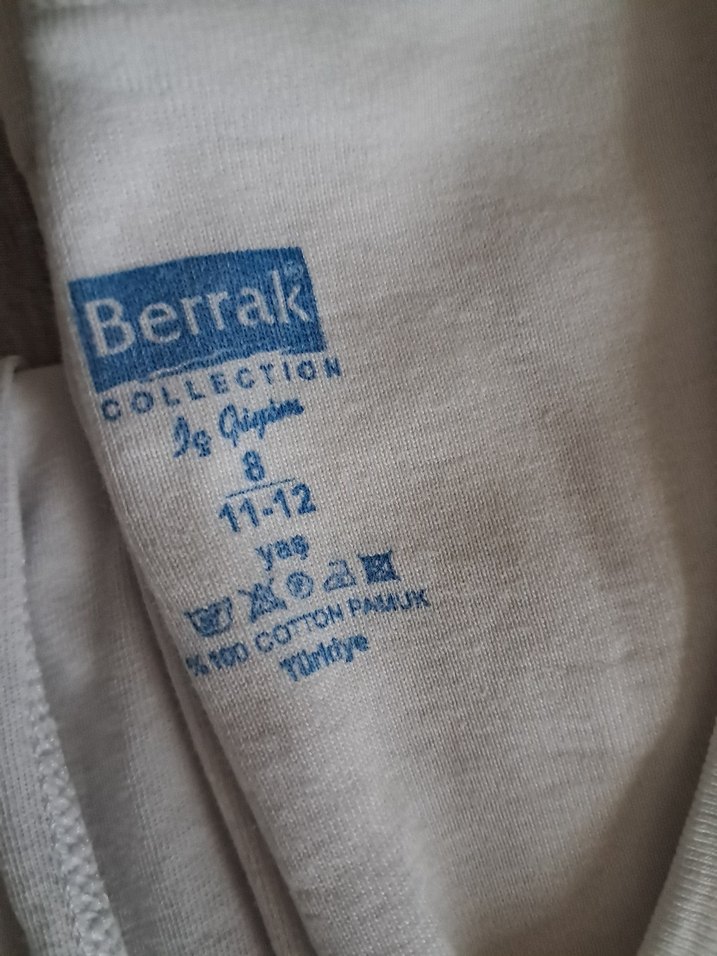 Berrak
COLLECTION
İç Giyim
8
11-12
yaş
% 100 COTTON PAMUK
Türkiye